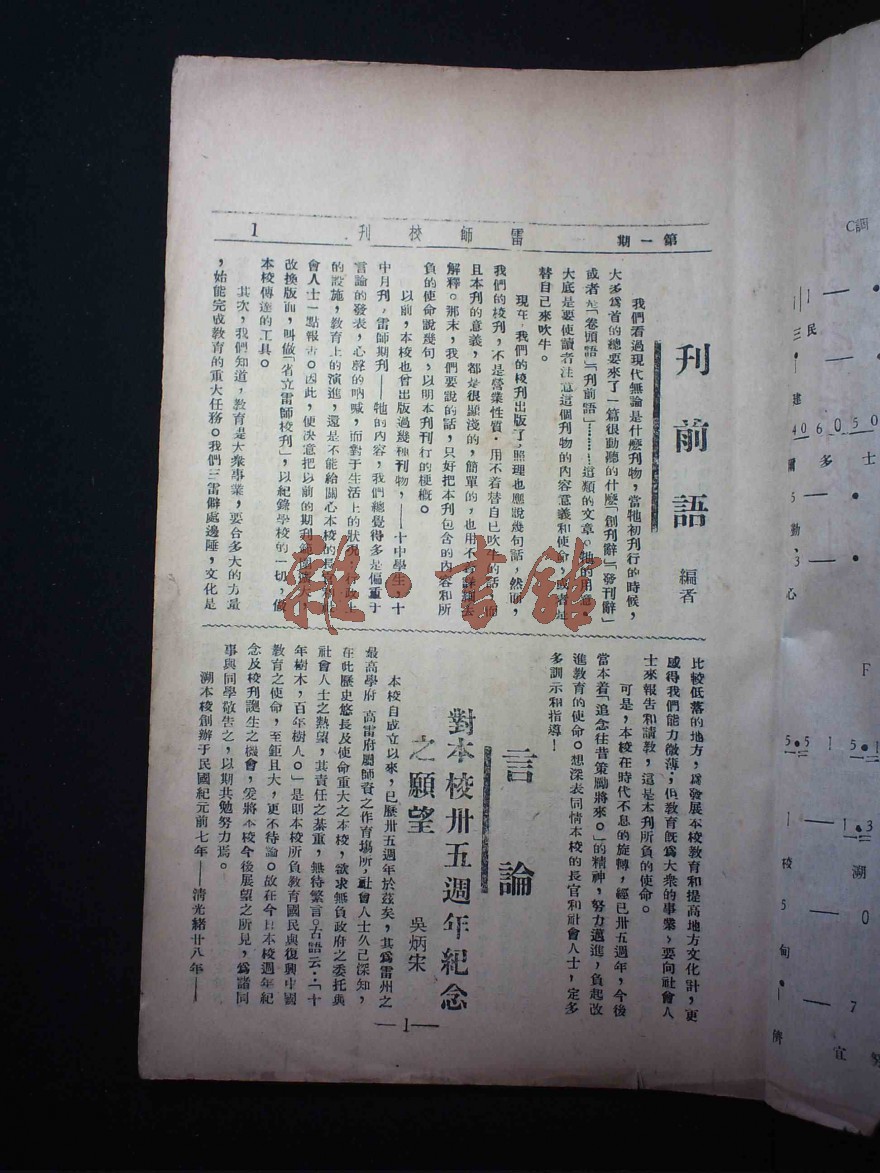 第一期
雷師校刊
1
刊前語
編者
我們看過現代無論是什麽刊物，當牠初刊行的時候，
大多爲首的總要來了一篇很動聽的什麽「創刊辭」「發刊辭」
或者是「卷頭語」「刊前語」………這類的文章。牠的用意，
大底是要使讀者注意這個刊物的內容意義和使命，或者是
替自己來吹牛。
現在，我們的校刊出版了，照理也應說幾句話，然而，
我們的校刊，不是營業性質，用不着替自已吹牛的話，而
且本刊的意義，都是很顯淺的，簡單的，也用不着
解釋。那末，我們要說的話，只好把本刊包含的內容和所
負的使命說幾句，以明本刊刊行的梗概。
以前，本校也曾出版過幾種刊物，——十中學生，十
中月刊，雷師期刊——牠的內容，我們總覺得多是偏重于
言論的發表，心聲的吶喊，而對于生活上的狀況，行政上
的設施，教育上的演進，還是不能給關心本校的長官和社
會人士一點報告。因此，便決意把以前的期刊範圍擴大，
改換版面，叫做「省立雷師校刊」，以紀錄學校的一切，做
本校傳達的工具。
其次，我們知道，教育是大衆事業，要合多大的力量
，始能完成教育的重大任務。我們三雷僻處邊陲，文化是
比較低落的地方，爲發展本校教育和提高地方文化計，更
感得我們能力微薄；但教育旣爲大衆的事業、要向社會人
士來報告和請教，這是本刊所負的使命。
可是，本校在時代不息的旋轉，經已卅五週年，今後
當本着「追念往昔策勵將來。」的精神，努力邁進，負起改
進教育的使命。想深表同情本校的長官和社會人士，定多
多訓示和指導！
言論
對本校卅五週年紀念
之願望
吳炳宋
本校自成立以來，已歷卅五週年於茲矣，其爲雷州之
最高學府，高雷府屬師資之作育塲所，社會人士久已深知，
在此歷史悠長及使命重大之本校，欲求無負政府之委托與
社會人士之熱望，其責任之綦重，無待繁言。古語云：「十
年樹木，百年樹人。」是則本校所負教育國民與復興中國
教育之使命，至鉅且大，更不待論。故在今日本校週年紀
念及校刊誕生之機會，爰將本校今後展望之所見，爲諸同
事與同學敬告之，以期共勉努力焉。
溯本校創辦于民國紀元前七年——清光緒廿八年——
—1—
雜·書館
C調
民
建
多
士
勤
心
F
校
湖
宣